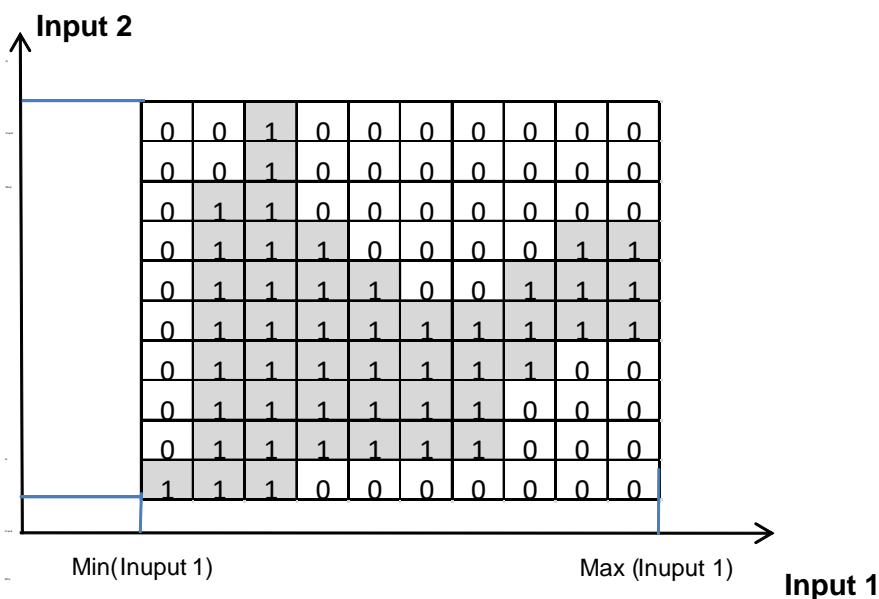 Input 2
0 0 1 0 0 0 0 0 0 0
0 0 1 0 0 0 0 0 0 0
0 1 1 0 0 0 0 0 0 0
0 1 1 1 0 0 0 0 1 1
0 1 1 1 1 0 0 1 1 1
0 1 1 1 1 1 1 1 1 1
0 1 1 1 1 1 1 1 0 0
0 1 1 1 1 1 1 0 0 0
0 1 1 1 1 1 1 0 0 0
1 1 1 0 0 0 0 0 0 0
Min(Inuput 1) Max (Inuput 1)
Input 1